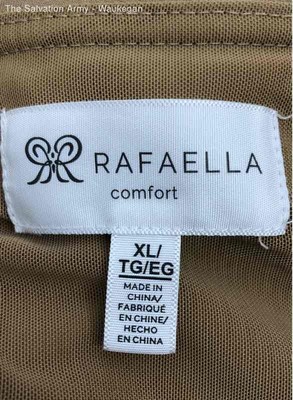 The Salvation Army - Waukegan
RAFAELLA
comfort
XL/
TG/EG
MADE IN
CHINA/
FABRIQUÉ
EN CHINE/
HECHO
EN CHINA